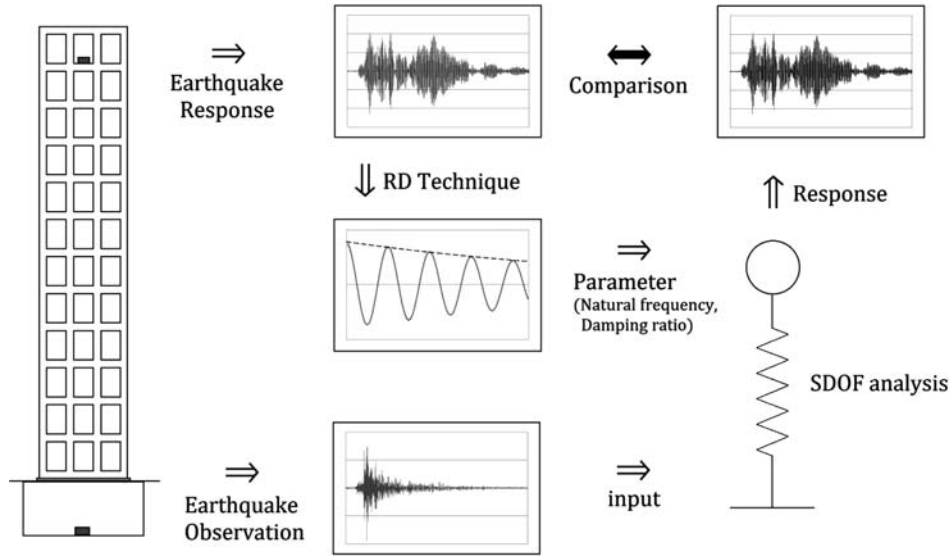 Earthquake
Response
Comparison
RD Technique
Response
Parameter
(Natural frequency,
Damping ratio)
SDOF analysis
Earthquake
Observation
input